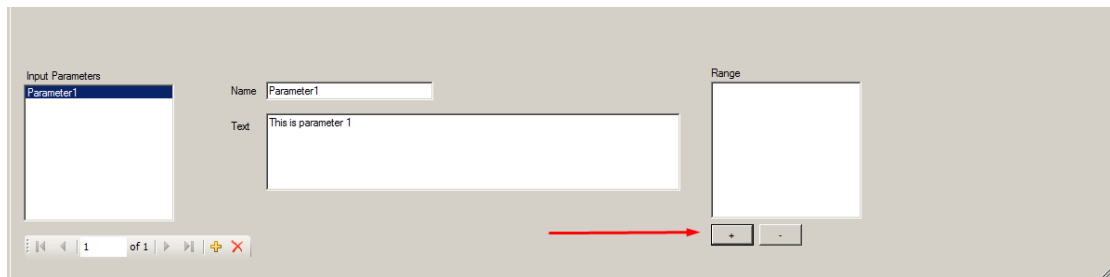 Input Parameters
Parameter1
Name Parameter1
Text This is parameter 1
Range
1 of 1
+ -